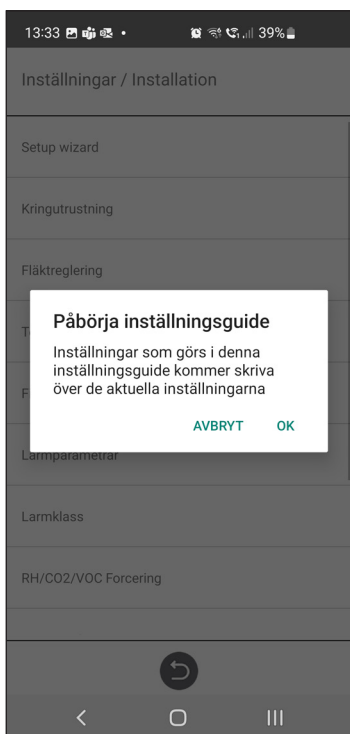 13:33 39%
Inställningar / Installation
Setup wizard
Kringutrustning
Fläktreglering
Påbörja inställningsguide
Inställningar som görs i denna
inställningsguide kommer skriva
över de aktuella inställningarna
AVBRYT OK
Larmparametrar
Larmklass
RH/CO2/VOC Forcering